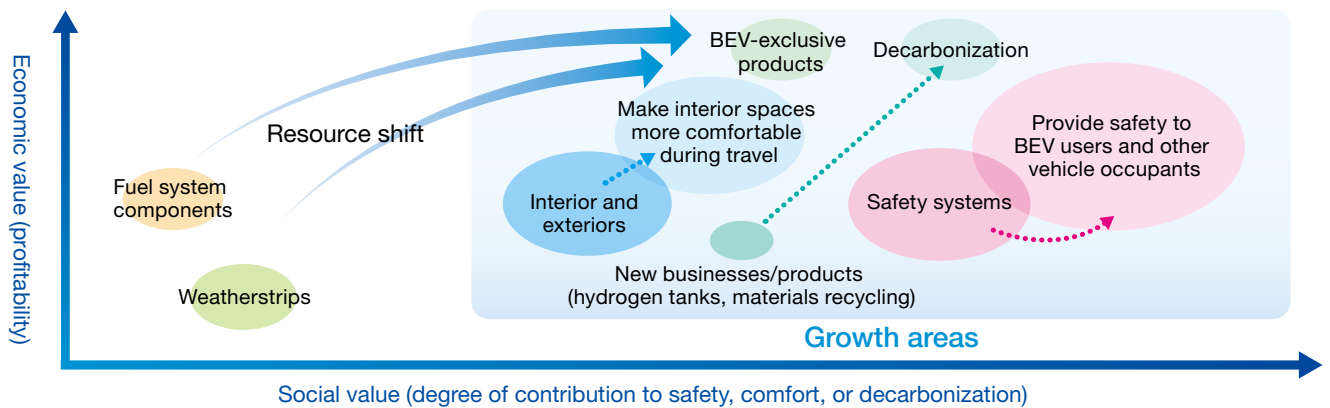 Economic value (profitability)
Fuel system
components
Weatherstrips
Resource shift
BEV-exclusive
products
Decarbonization
Make interior spaces
more comfortable
during travel
Provide safety to
BEV users and other
vehicle occupants
Interior and
exteriors
Safety systems
New businesses/products
(hydrogen tanks, materials recycling)
Growth areas
Social value (degree of contribution to safety, comfort, or decarbonization)